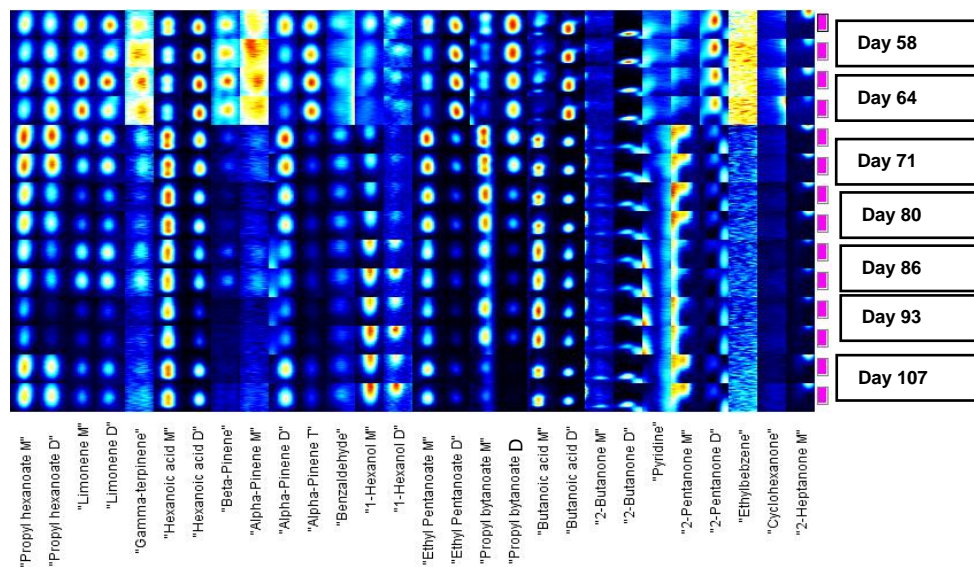 Day 58
Day 64
Day 71
Day 80
Day 86
Day 93
Day 107
"Propyl hexanoate M"
"Propyl hexanoate D"
"Limonene M"
"Limonene D"
"Gamma-terpinene"
"Hexanoic acid M"
"Hexanoic acid D"
"Beta-Pinene"
"Alpha-Pinene M"
"Alpha-Pinene D"
"Alpha-Pinene T"
"Benzaldehyde"
"1-Hexanol M"
"1-Hexanol D"
"Ethyl Pentanoate M"
"Ethyl Pentanoate D"
"Propyl bytanoate M"
"Propyl bytanoate D
"Butanoic acid M"
"Butanoic acid D"
"2-Butanone M"
"2-Butanone D"
"Pyridine"
"2-Pentanone M"
"2-Pentanone D"
"Ethylbebzene"
"Cyclohexanone"
"2-Heptanone M"